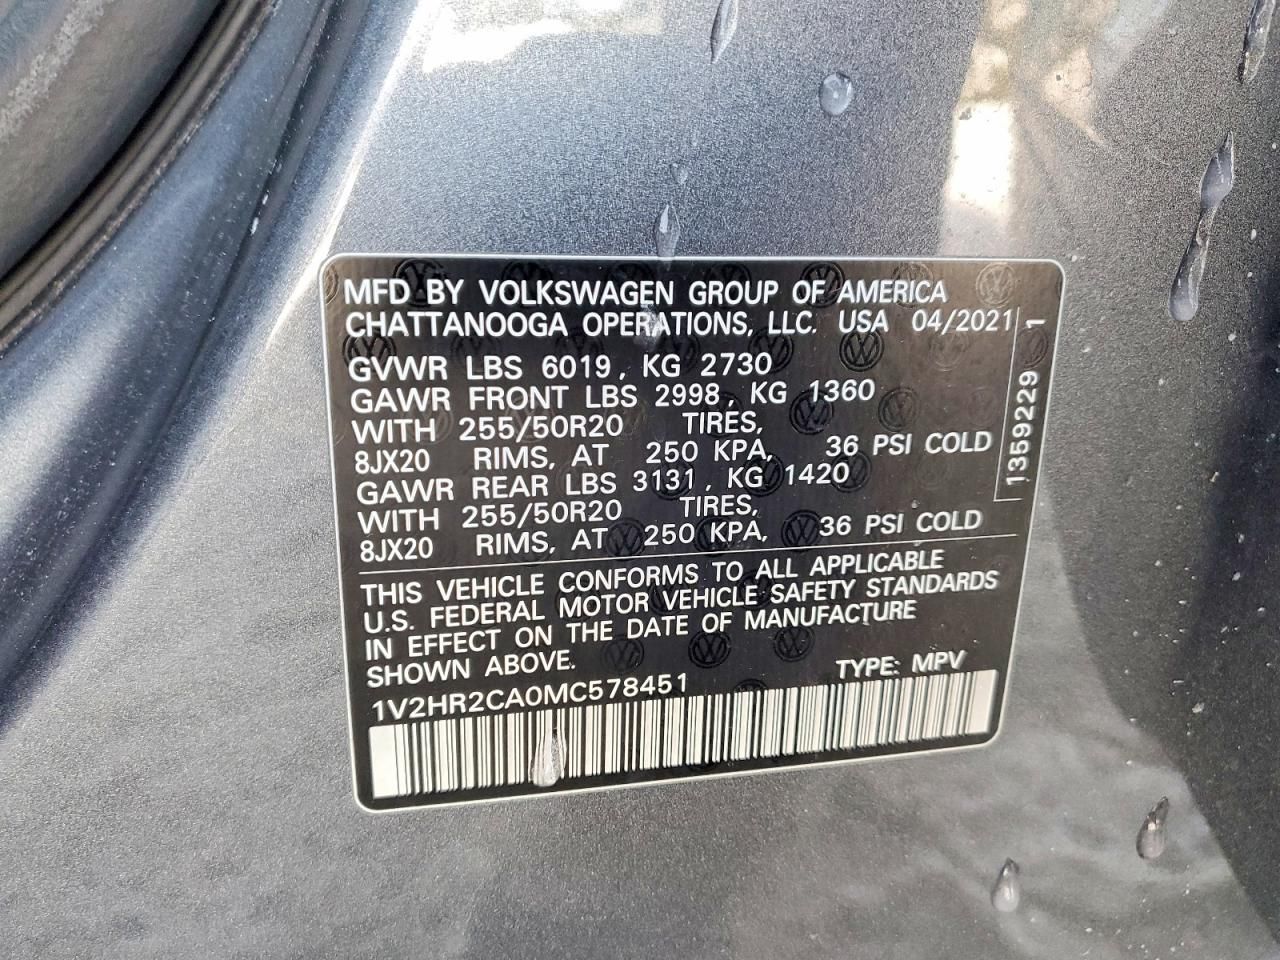 MFD BY VOLKSWAGEN GROUP OF AMERICA
CHATTANOOGA OPERATIONS, LLC. USA 04/2021
GVWR LBS 6019, KG 2730
GAWR FRONT LBS 2998, KG 1360
WITH 255/50R20 TIRES,
8JX20 RIMS, AT 250 KPA, 36 PSI COLD
GAWR REAR LBS 3131, KG 1420
WITH 255/50R20 TIRES,
8JX20 RIMS, AT 250 KPA, 36 PSI COLD
1359229 1
THIS VEHICLE CONFORMS TO ALL APPLICABLE
U.S. FEDERAL MOTOR VEHICLE SAFETY STANDARDS
IN EFFECT ON THE DATE OF MANUFACTURE
SHOWN ABOVE. TYPE: MPV
1V2HR2CA0MC578451